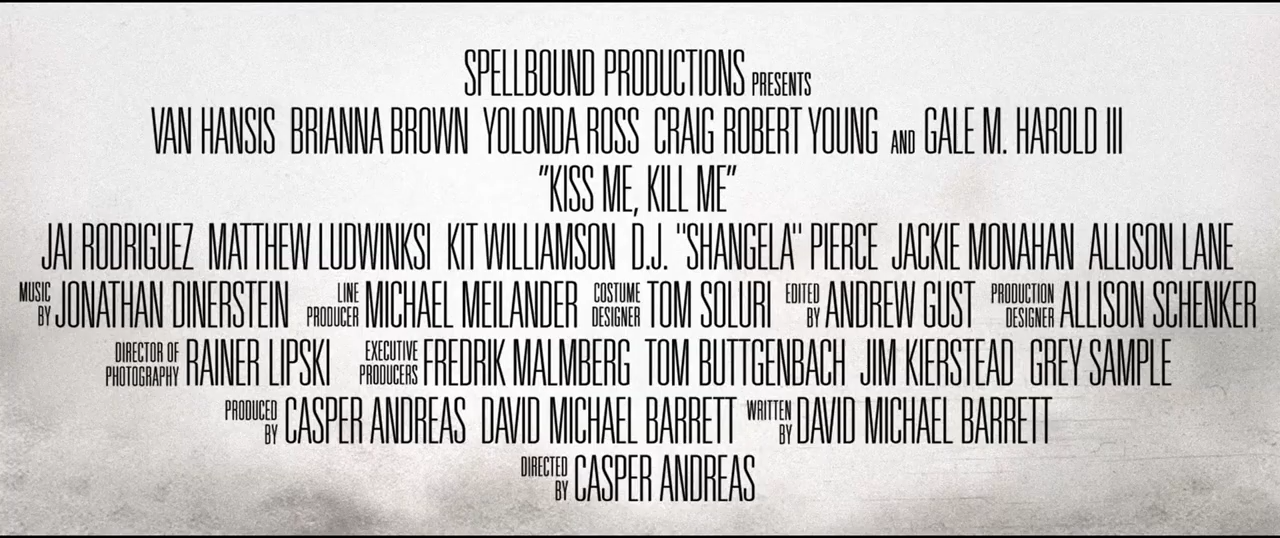 SPELLBOUND PRODUCTIONS PRESENTS
VAN HANSIS BRIANNA BROWN YOLONDA ROSS CRAIG ROBERT YOUNG AND GALE M. HAROLD III
"KISS ME, KILL ME"
JAI RODRIGUEZ MATTHEW LUDWINKSI KIT WILLIAMSON D.J. "SHANGELA" PIERCE JACKIE MONAHAN ALLISON LANE
MUSIC BY JONATHAN DINERSTEIN LINE PRODUCER MICHAEL MEILANDER COSTUME DESIGNER TOM SOLURI EDITED BY ANDREW GUST PRODUCTION DESIGNER ALLISON SCHENKER
DIRECTOR OF PHOTOGRAPHY RAINER LIPSKI EXECUTIVE PRODUCERS FREDRIK MALMBERG TOM BUTTGENBACH JIM KIERSTEAD GREY SAMPLE
PRODUCED BY CASPER ANDREAS DAVID MICHAEL BARRETT WRITTEN BY DAVID MICHAEL BARRETT
DIRECTED BY CASPER ANDREAS